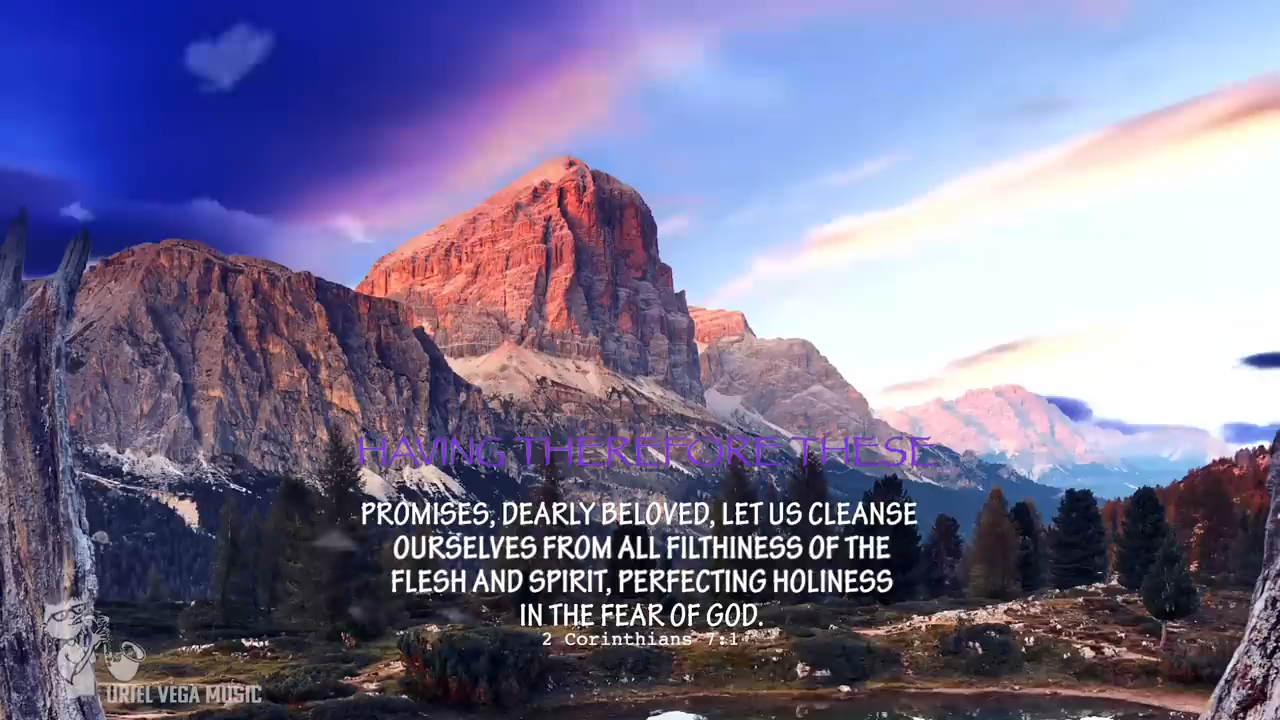 HAVING THEREFORE THESE
PROMISES, DEARLY BELOVED, LET US CLEANSE
OURSELVES FROM ALL FILTHINESS OF THE
FLESH AND SPIRIT, PERFECTING HOLINESS
IN THE FEAR OF GOD.
2 Corinthians 7:1
URIEL VEGA MUSIC